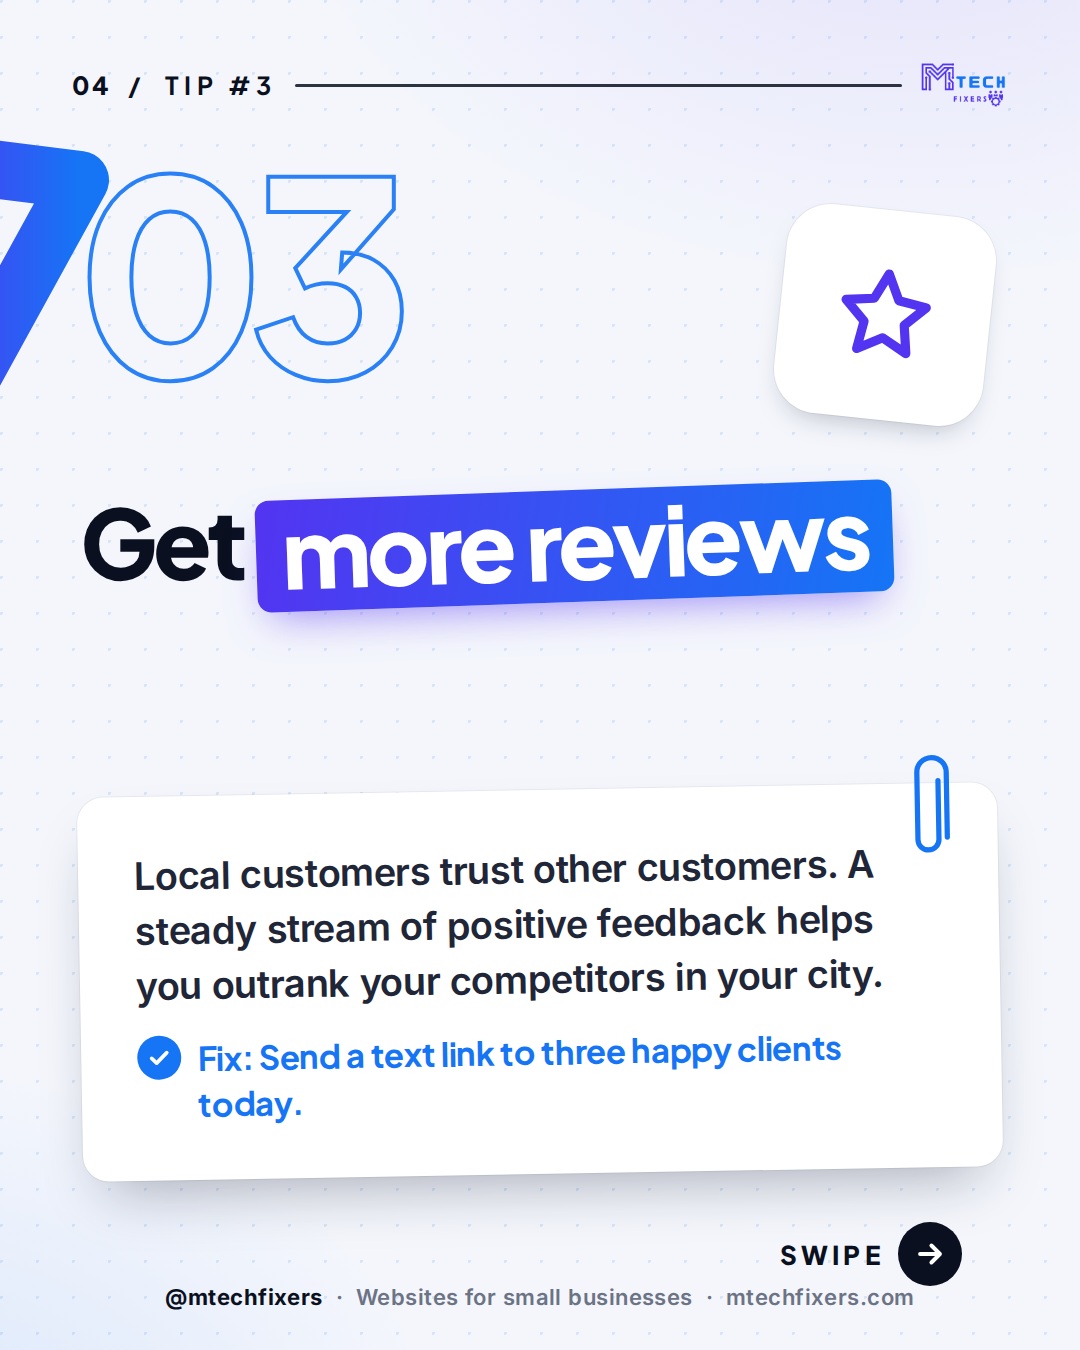 04 / TIP #3
MTECH
FIXERS
03
Get more reviews
Local customers trust other customers. A
steady stream of positive feedback helps
you outrank your competitors in your city.
Fix: Send a text link to three happy clients
today.
SWIPE
@mtechfixers · Websites for small businesses · mtechfixers.com